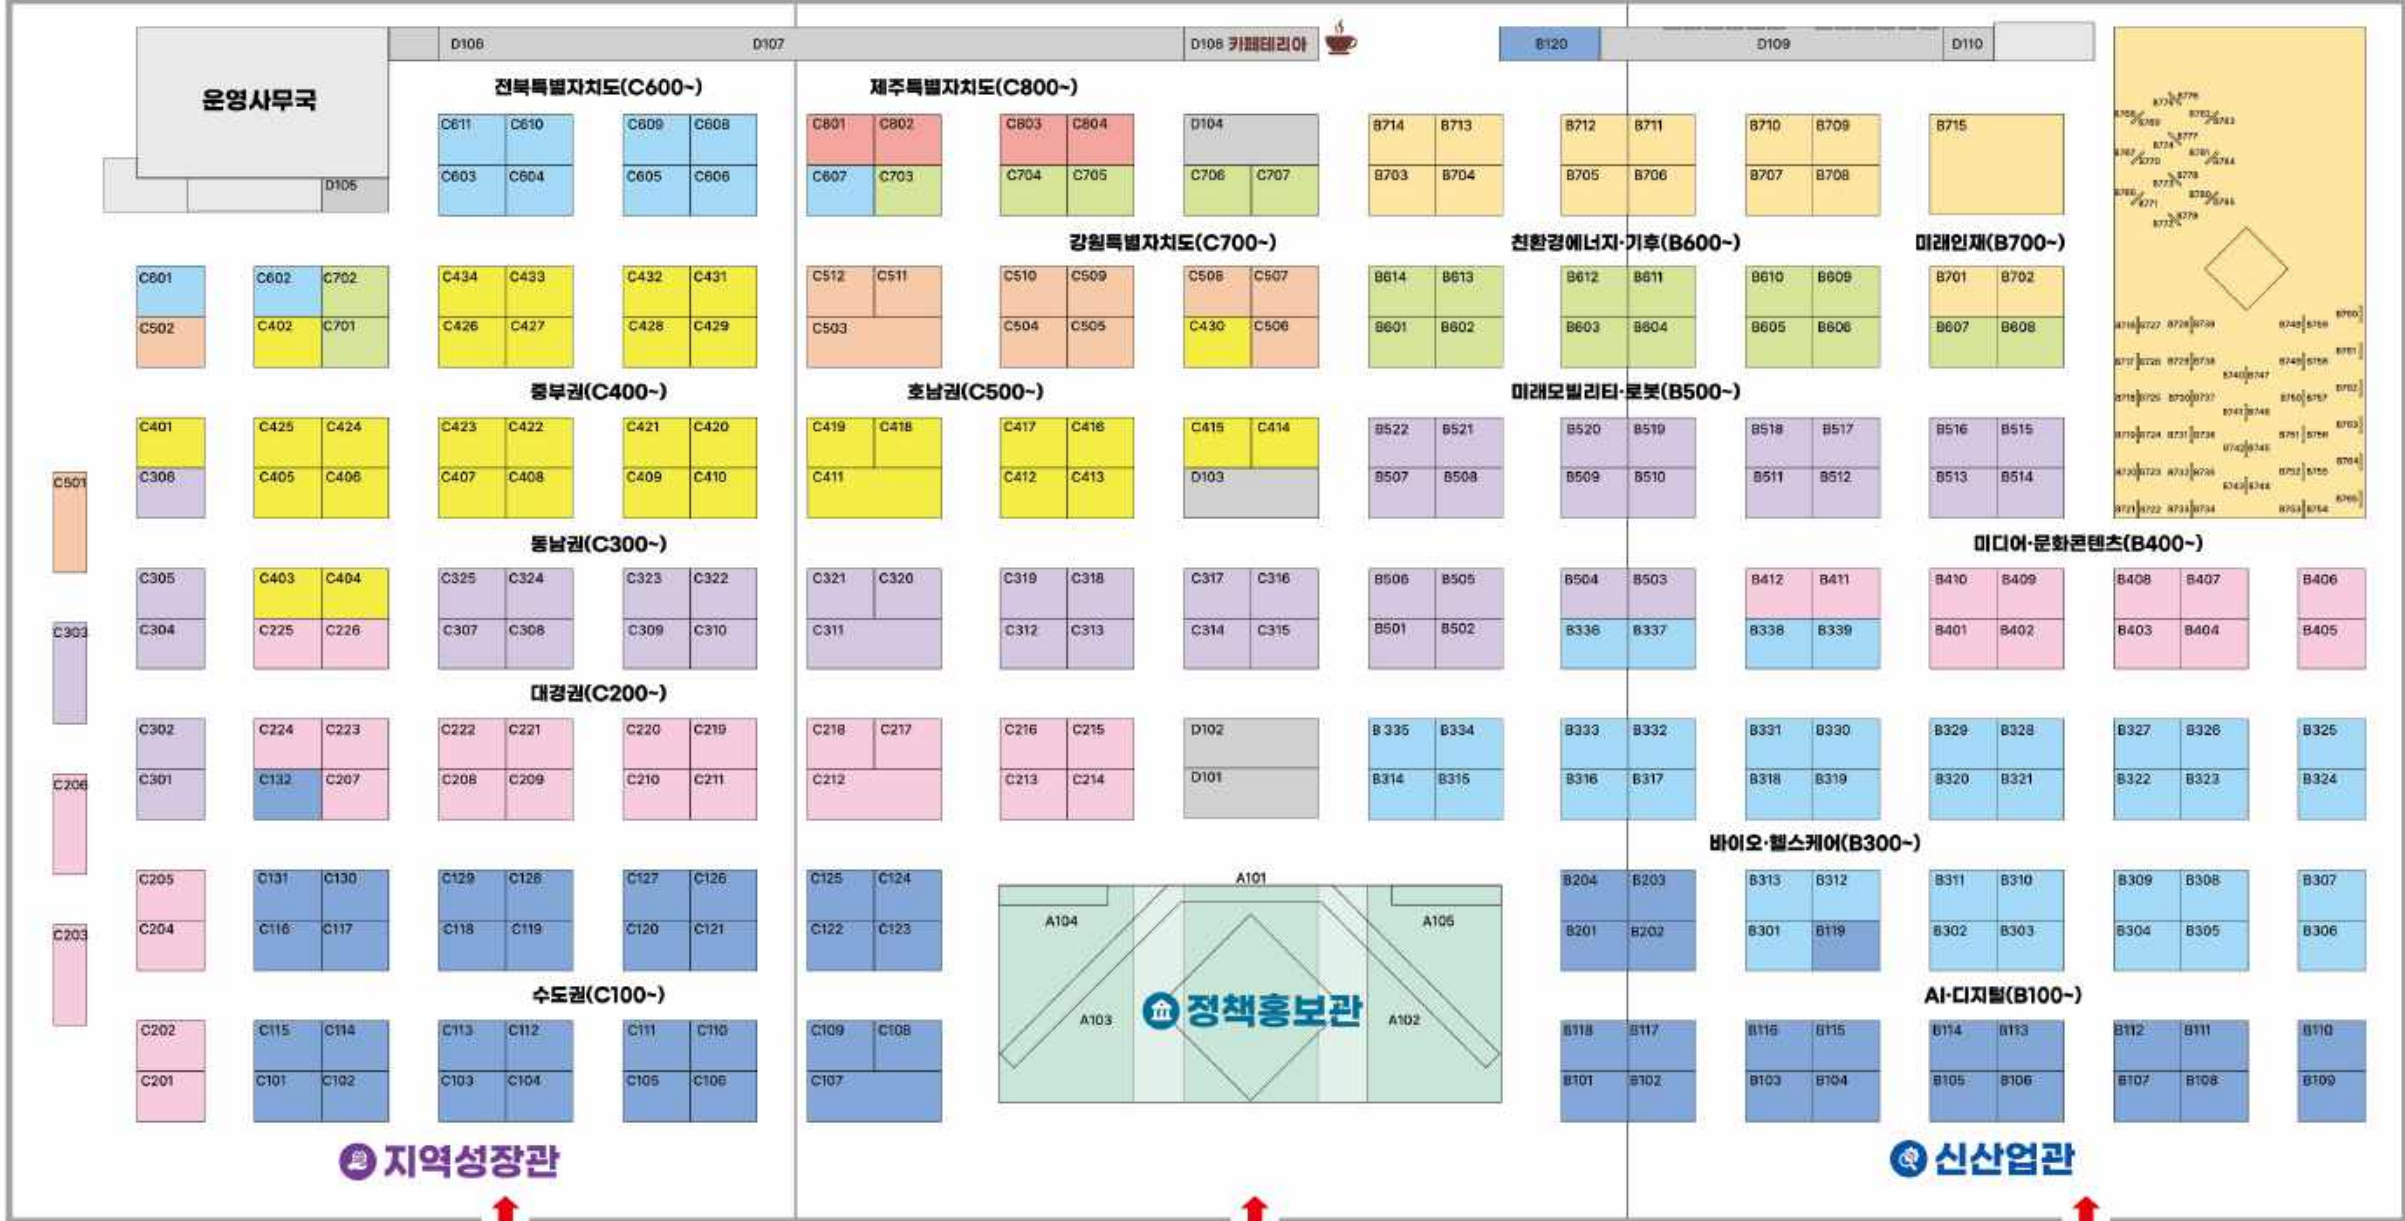 D106 D107 D108 카페테리아 B120 D109 D110
운영사무국
전북특별자치도(C600~) 제주특별자치도(C800~)
C611 C610 C609 C608 C801 C802 C803 C804 D104 B714 B713 B712 B711 B710 B709 B715
C603 C604 C605 C606 C607 C703 C704 C705 C706 C707 B703 B704 B705 B706 B707 B708
D105
강원특별자치도(C700~) 친환경에너지·기후(B600~) 미래인재(B700~)
C601 C602 C702 C434 C433 C432 C431 C512 C511 C510 C509 C508 C507 B614 B613 B612 B611 B610 B609 B701 B702
C502 C402 C701 C426 C427 C428 C429 C503 C504 C505 C430 C506 B601 B602 B603 B604 B605 B606 B607 B608
중부권(C400~) 호남권(C500~) 미래모빌리티·로봇(B500~)
C401 C425 C424 C423 C422 C421 C420 C419 C418 C417 C416 C415 C414 B522 B521 B520 B519 B518 B517 B516 B515
C306 C405 C406 C407 C408 C409 C410 C411 C412 C413 D103 B507 B508 B509 B510 B511 B512 B513 B514
C501
동남권(C300~) 미디어·문화콘텐츠(B400~)
C305 C403 C404 C325 C324 C323 C322 C321 C320 C319 C318 C317 C316 B506 B505 B504 B503 B412 B411 B410 B409 B408 B407 B406
C303 C304 C225 C226 C307 C308 C309 C310 C311 C312 C313 C314 C315 B501 B502 B336 B337 B338 B339 B401 B402 B403 B404 B405
대경권(C200~)
C302 C224 C223 C222 C221 C220 C219 C218 C217 C216 C215 D102 B335 B334 B333 B332 B331 B330 B329 B328 B327 B326 B325
C206 C301 C132 C207 C208 C209 C210 C211 C212 C213 C214 D101 B314 B315 B316 B317 B318 B319 B320 B321 B322 B323 B324
바이오·헬스케어(B300~)
C205 C131 C130 C129 C128 C127 C126 C125 C124 A101 B204 B203 B313 B312 B311 B310 B309 B308 B307
C203 C204 C116 C117 C118 C119 C120 C121 C122 C123 A104 A105 B201 B202 B301 B119 B302 B303 B304 B305 B306
수도권(C100~) AI·디지털(B100~)
A103 정책홍보관 A102
C202 C115 C114 C113 C112 C111 C110 C109 C108 B118 B117 B116 B115 B114 B113 B112 B111 B110
C201 C101 C102 C103 C104 C105 C106 C107 B101 B102 B103 B104 B105 B106 B107 B108 B109
지역성장관 신산업관